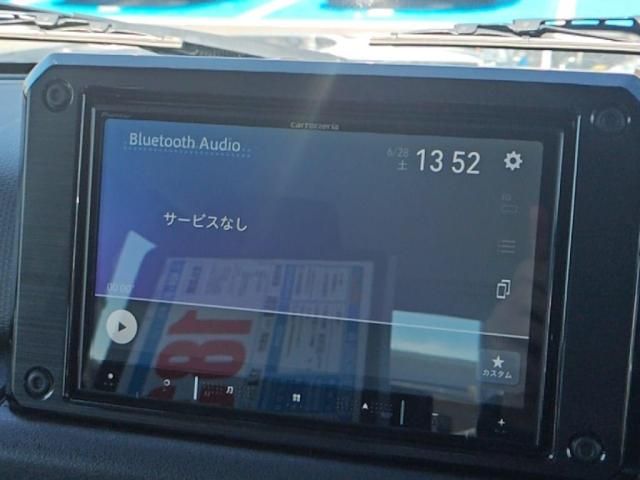 carrozzeria
Bluetooth Audio
6/28
土
13 52
サービスなし
00:00
カスタム